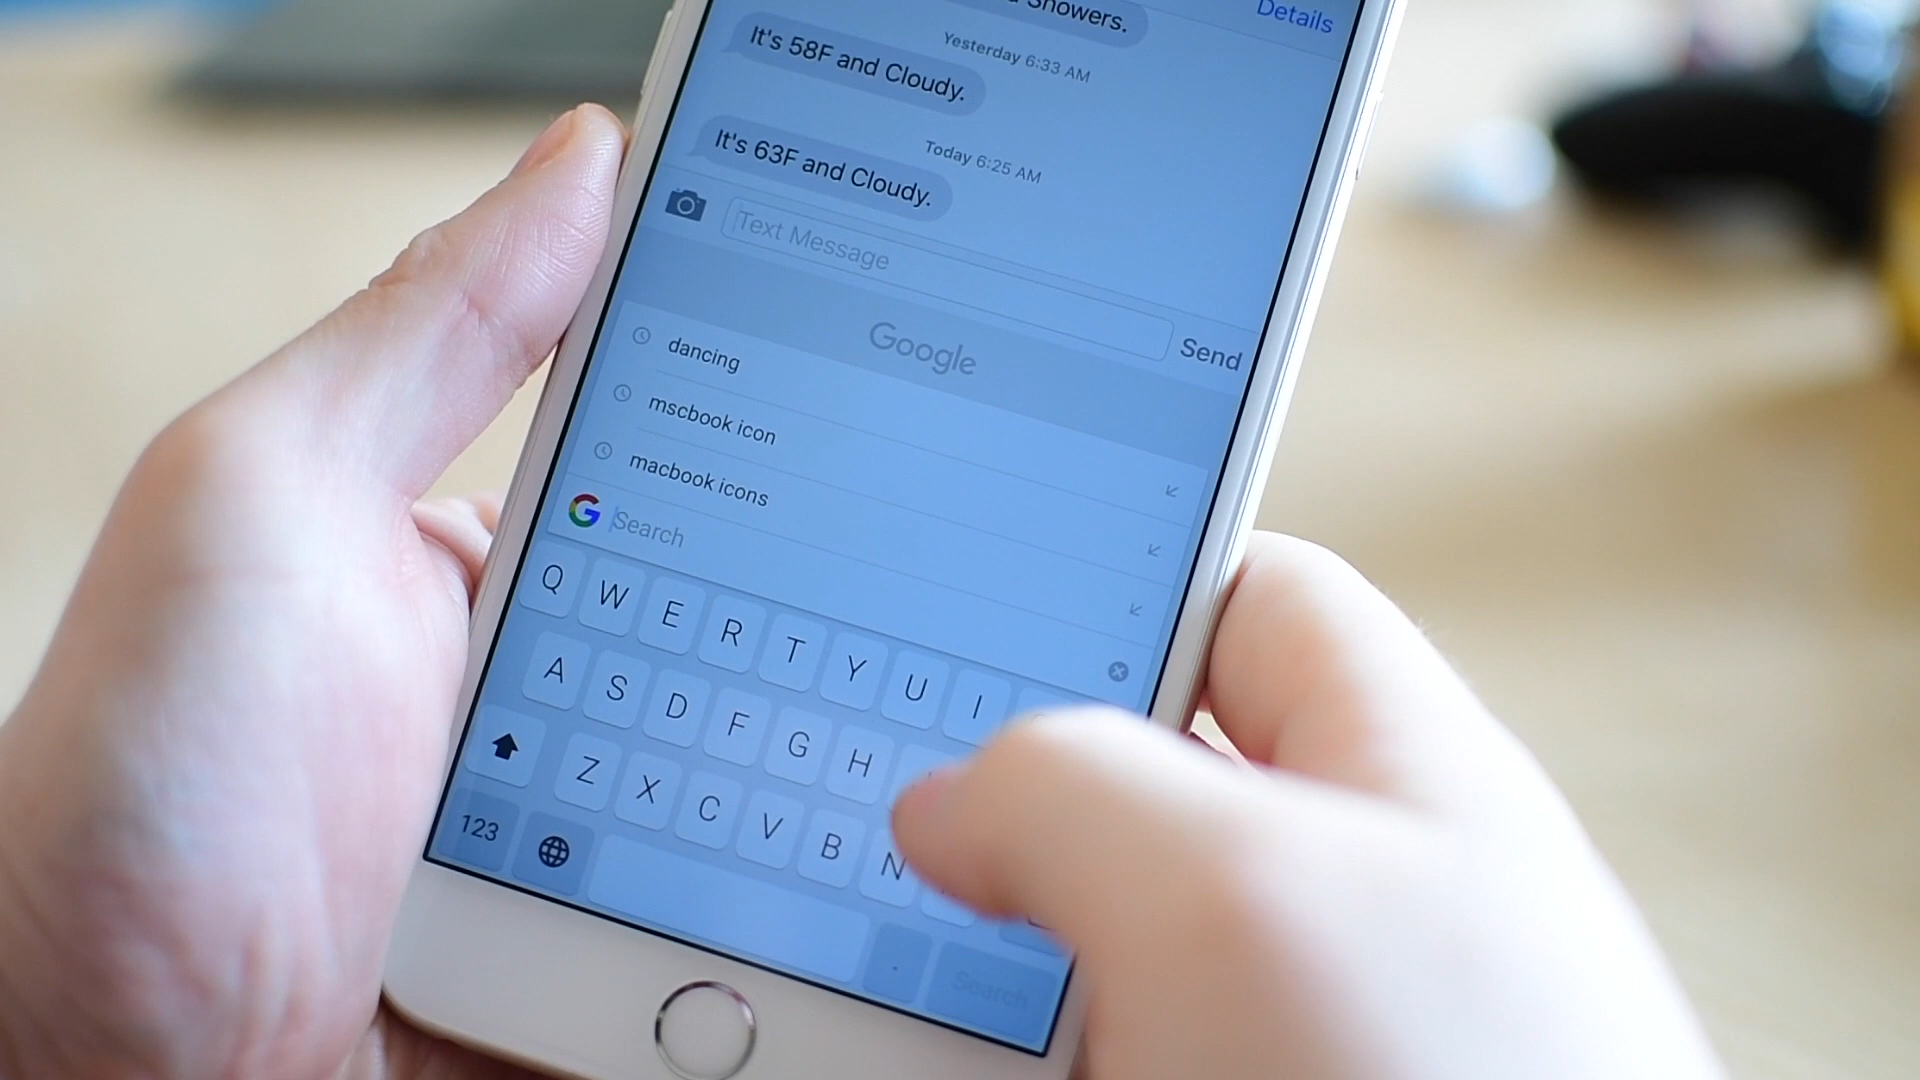 Showers.
Details
Yesterday 6:33 AM
It's 58F and Cloudy.
Today 6:25 AM
It's 63F and Cloudy.
Text Message
Send
Google
dancing
mscbook icon
macbook icons
G Search
Q W E R T Y U I
A S D F G H
Z X C V B N
123 .
Search